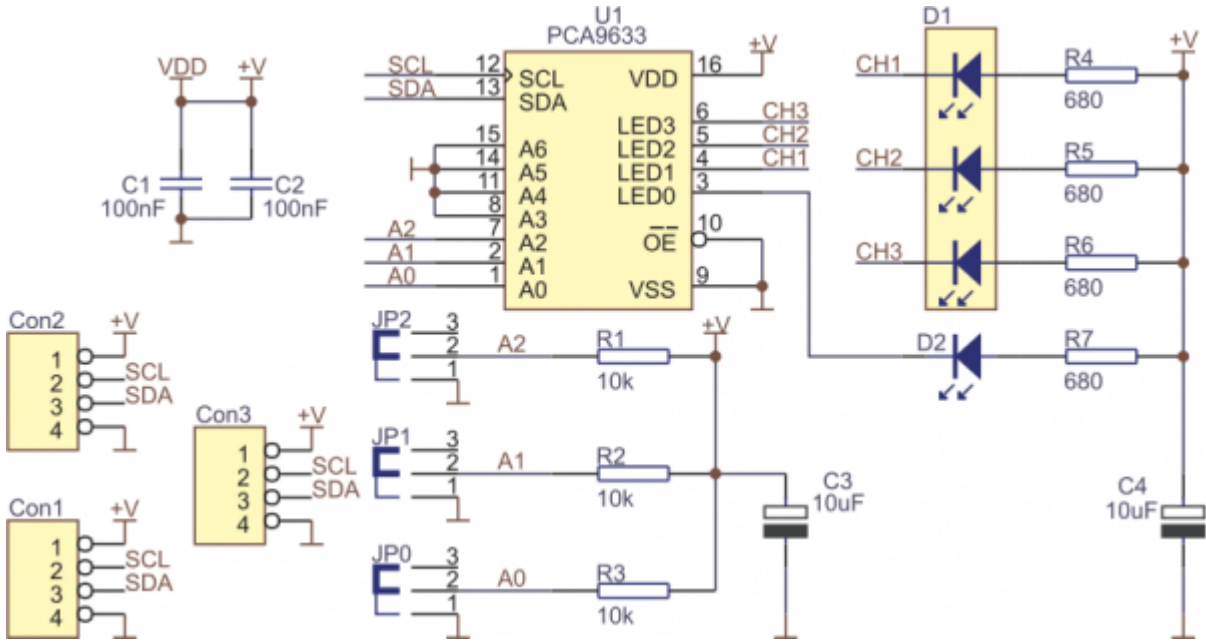 VDD +V
C1 100nF
C2 100nF
U1
PCA9633
SCL 12 SCL
SDA 13 SDA
15 A6
14 A5
11 A4
8 A3
A2 7 A2
A1 2 A1
A0 1 A0
VDD 16 +V
LED3 6 CH3
LED2 5 CH2
LED1 4 CH1
LED0 3
OE 10
VSS 9
D1
+V
CH1 R4 680
CH2 R5 680
CH3 R6 680
D2 R7 680
Con2 +V
1
2 SCL
3 SDA
4
Con3 +V
1
2 SCL
3 SDA
4
Con1 +V
1
2 SCL
3 SDA
4
JP2 3
2 A2 R1 10k
1
+V
JP1 3
2 A1 R2 10k
1
JP0 3
2 A0 R3 10k
1
C3
10uF
C4
10uF